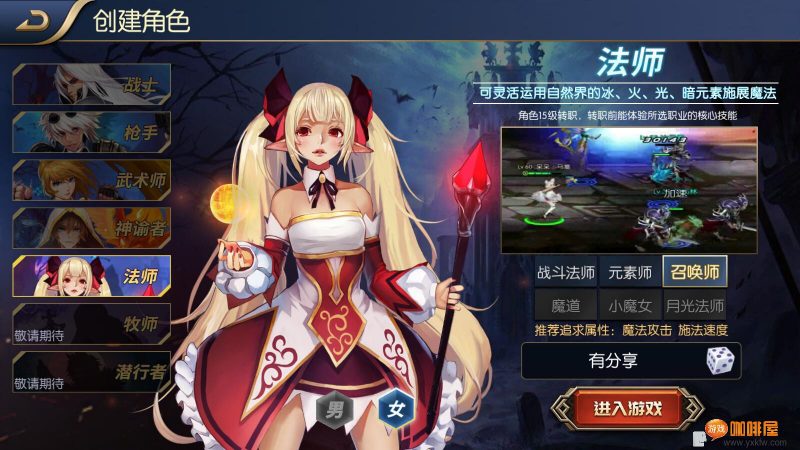 创建角色
战士
枪手
武术师
神谕者
法师
牧师
敬请期待
潜行者
敬请期待
法师
可灵活运用自然界的冰、火、光、暗元素施展魔法
角色15级转职，转职前能体验所选职业的核心技能
加速
战斗法师 元素师 召唤师
魔道 小魔女 月光法师
推荐追求属性：魔法攻击 施法速度
有分享
男 女
进入游戏
游戏 咖啡屋
www.yxkfw.com